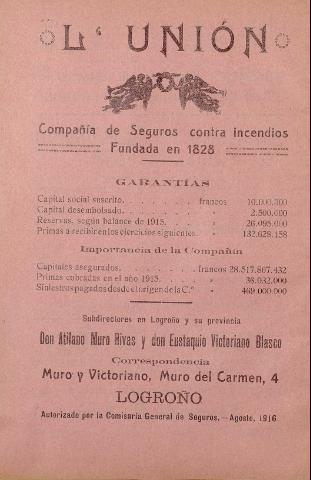 L' UNIÓN
Compañía de Seguros contra incendios
Fundada en 1828
GARANTÍAS
Capital social suscrito. . . . . . francos 10.000.000
Capital desembolsado. . . . . . » 2.500.000
Reservas, según balance de 1915. . . . » 26.095.000
Primas a recibir en los ejercicios siguientes. » 132.628.158
Importancia de la Compañía
Capitales asegurados. . . . . . francos 28.517.867.432
Primas cobradas en el año 1915. . . . » 38.032.000
Siniestros pagados desde el origen de la C.ª » 469.000.000
Subdirectores en Logroño y su provincia
Don Atilano Muro Rivas y don Eustaquio Victoriano Blasco
Correspondencia
Muro y Victoriano, Muro del Carmen, 4
LOGROÑO
Autorizado por la Comisaría General de Seguros.—Agosto, 1916